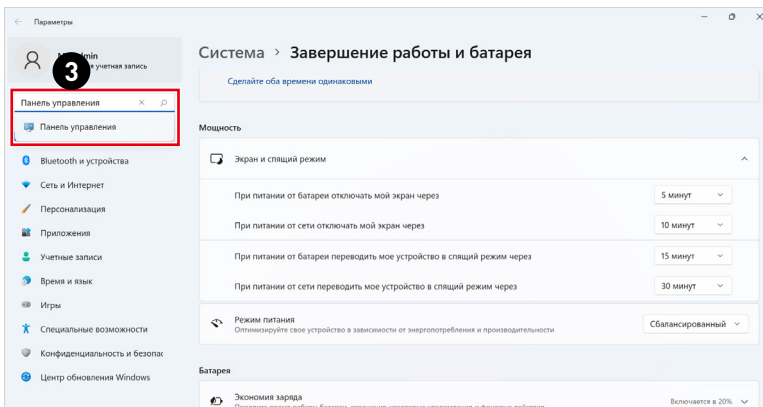 Параметры
учетная запись
3
Панель управления
Панель управления
Bluetooth и устройства
Сеть и Интернет
Персонализация
Приложения
Учетные записи
Время и язык
Игры
Специальные возможности
Конфиденциальность и безопас
Центр обновления Windows
Система > Завершение работы и батарея
Сделайте оба времени одинаковыми
Мощность
Экран и спящий режим
При питании от батареи отключать мой экран через 5 минут
При питании от сети отключать мой экран через 10 минут
При питании от батареи переводить мое устройство в спящий режим через 15 минут
При питании от сети переводить мое устройство в спящий режим через 30 минут
Режим питания
Оптимизируйте свое устройство в зависимости от энергопотребления и производительности
Сбалансированный
Батарея
Экономия заряда
Включается в 20%